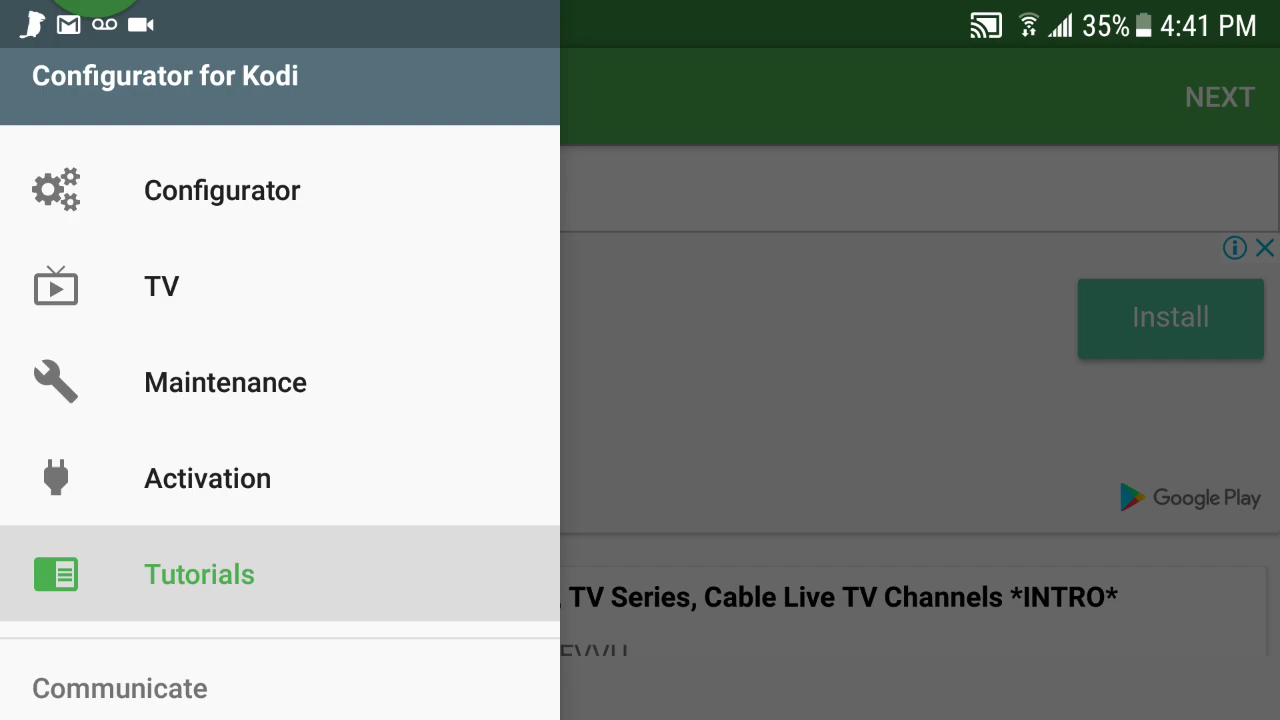 35% 4:41 PM
Configurator for Kodi
NEXT
Configurator
TV
Install
Maintenance
Activation
Google Play
Tutorials
, TV Series, Cable Live TV Channels *INTRO*
Communicate